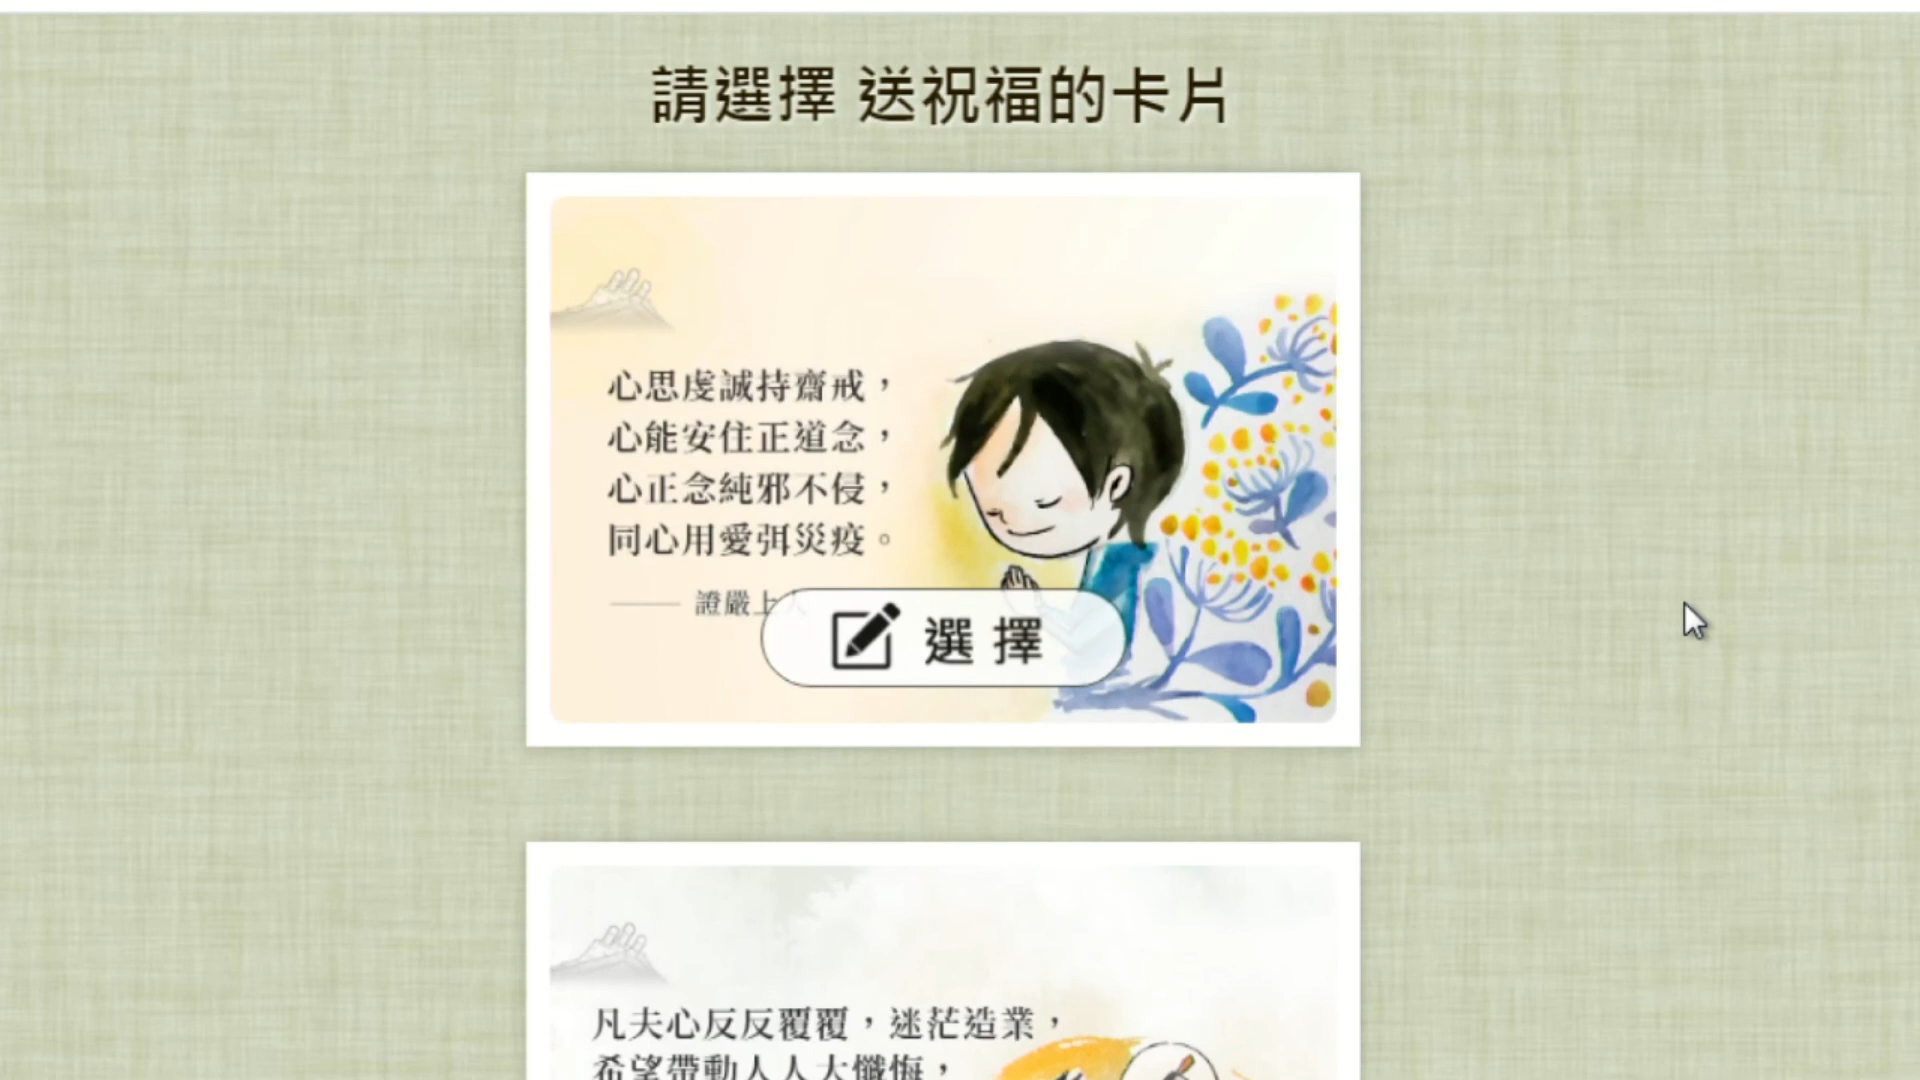 請選擇 送祝福的卡片
心思虔誠持齋戒，
心能安住正道念，
心正念純邪不侵，
同心用愛弭災疫。
—— 證嚴上人
選擇
凡夫心反反覆覆，迷茫造業，
希望帶動人人大懺悔，